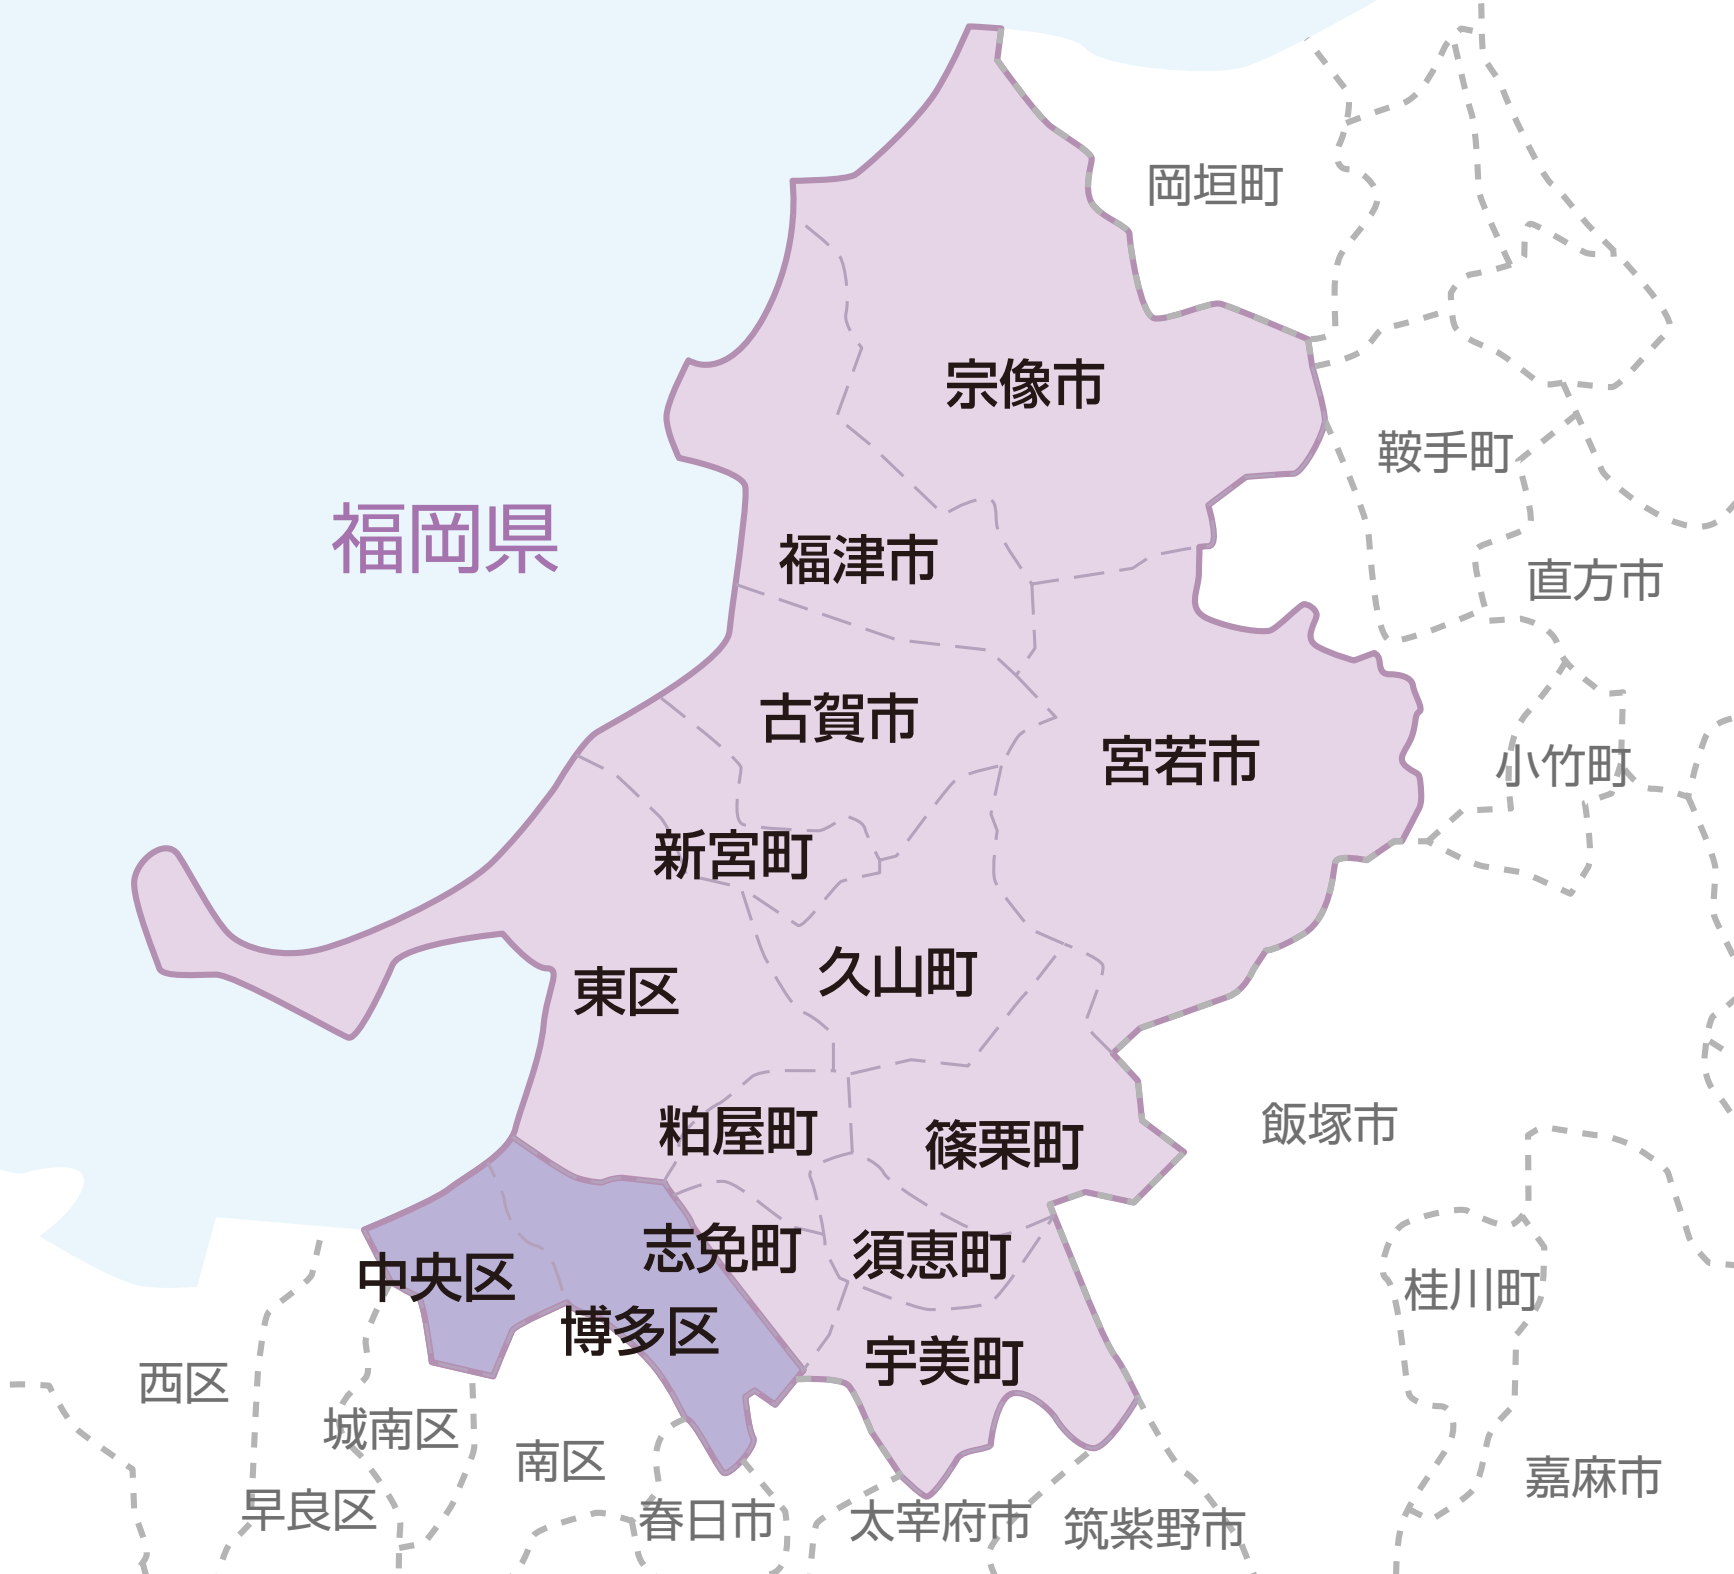 岡垣町
宗像市
鞍手町
福岡県
福津市
直方市
古賀市
宮若市
小竹町
新宮町
久山町
東区
飯塚市
粕屋町
篠栗町
志免町
須恵町
中央区
桂川町
博多区
宇美町
西区
城南区
南区
嘉麻市
早良区
春日市
太宰府市
筑紫野市